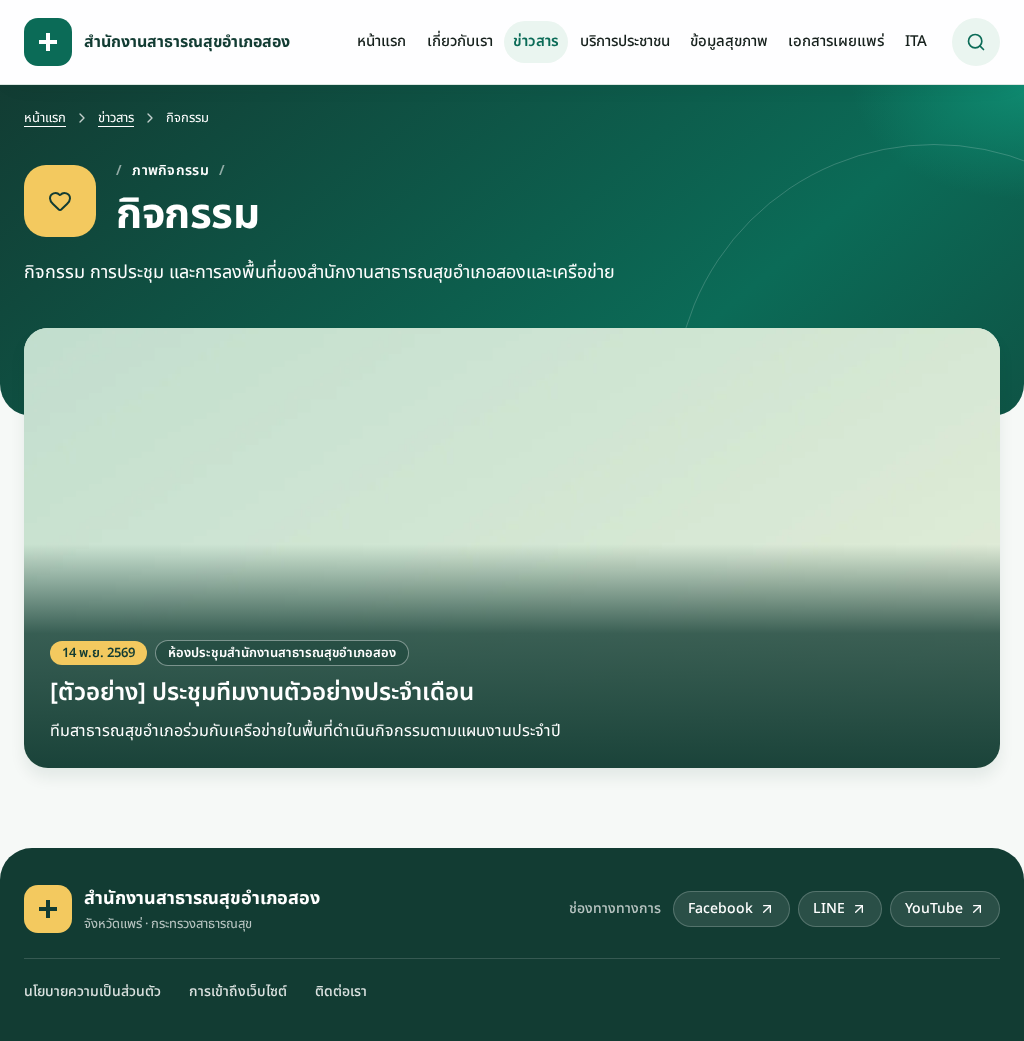 สำนักงานสาธารณสุขอำเภอสอง
หน้าแรก เกี่ยวกับเรา ข่าวสาร บริการประชาชน ข้อมูลสุขภาพ เอกสารเผยแพร่ ITA
หน้าแรก ข่าวสาร กิจกรรม
/ ภาพกิจกรรม /
กิจกรรม
กิจกรรม การประชุม และการลงพื้นที่ของสำนักงานสาธารณสุขอำเภอสองและเครือข่าย
14 พ.ย. 2569 ห้องประชุมสำนักงานสาธารณสุขอำเภอสอง
[ตัวอย่าง] ประชุมทีมงานตัวอย่างประจำเดือน
ทีมสาธารณสุขอำเภอร่วมกับเครือข่ายในพื้นที่ดำเนินกิจกรรมตามแผนงานประจำปี
สำนักงานสาธารณสุขอำเภอสอง
จังหวัดแพร่ · กระทรวงสาธารณสุข
ช่องทางทางการ Facebook LINE YouTube
นโยบายความเป็นส่วนตัว การเข้าถึงเว็บไซต์ ติดต่อเรา